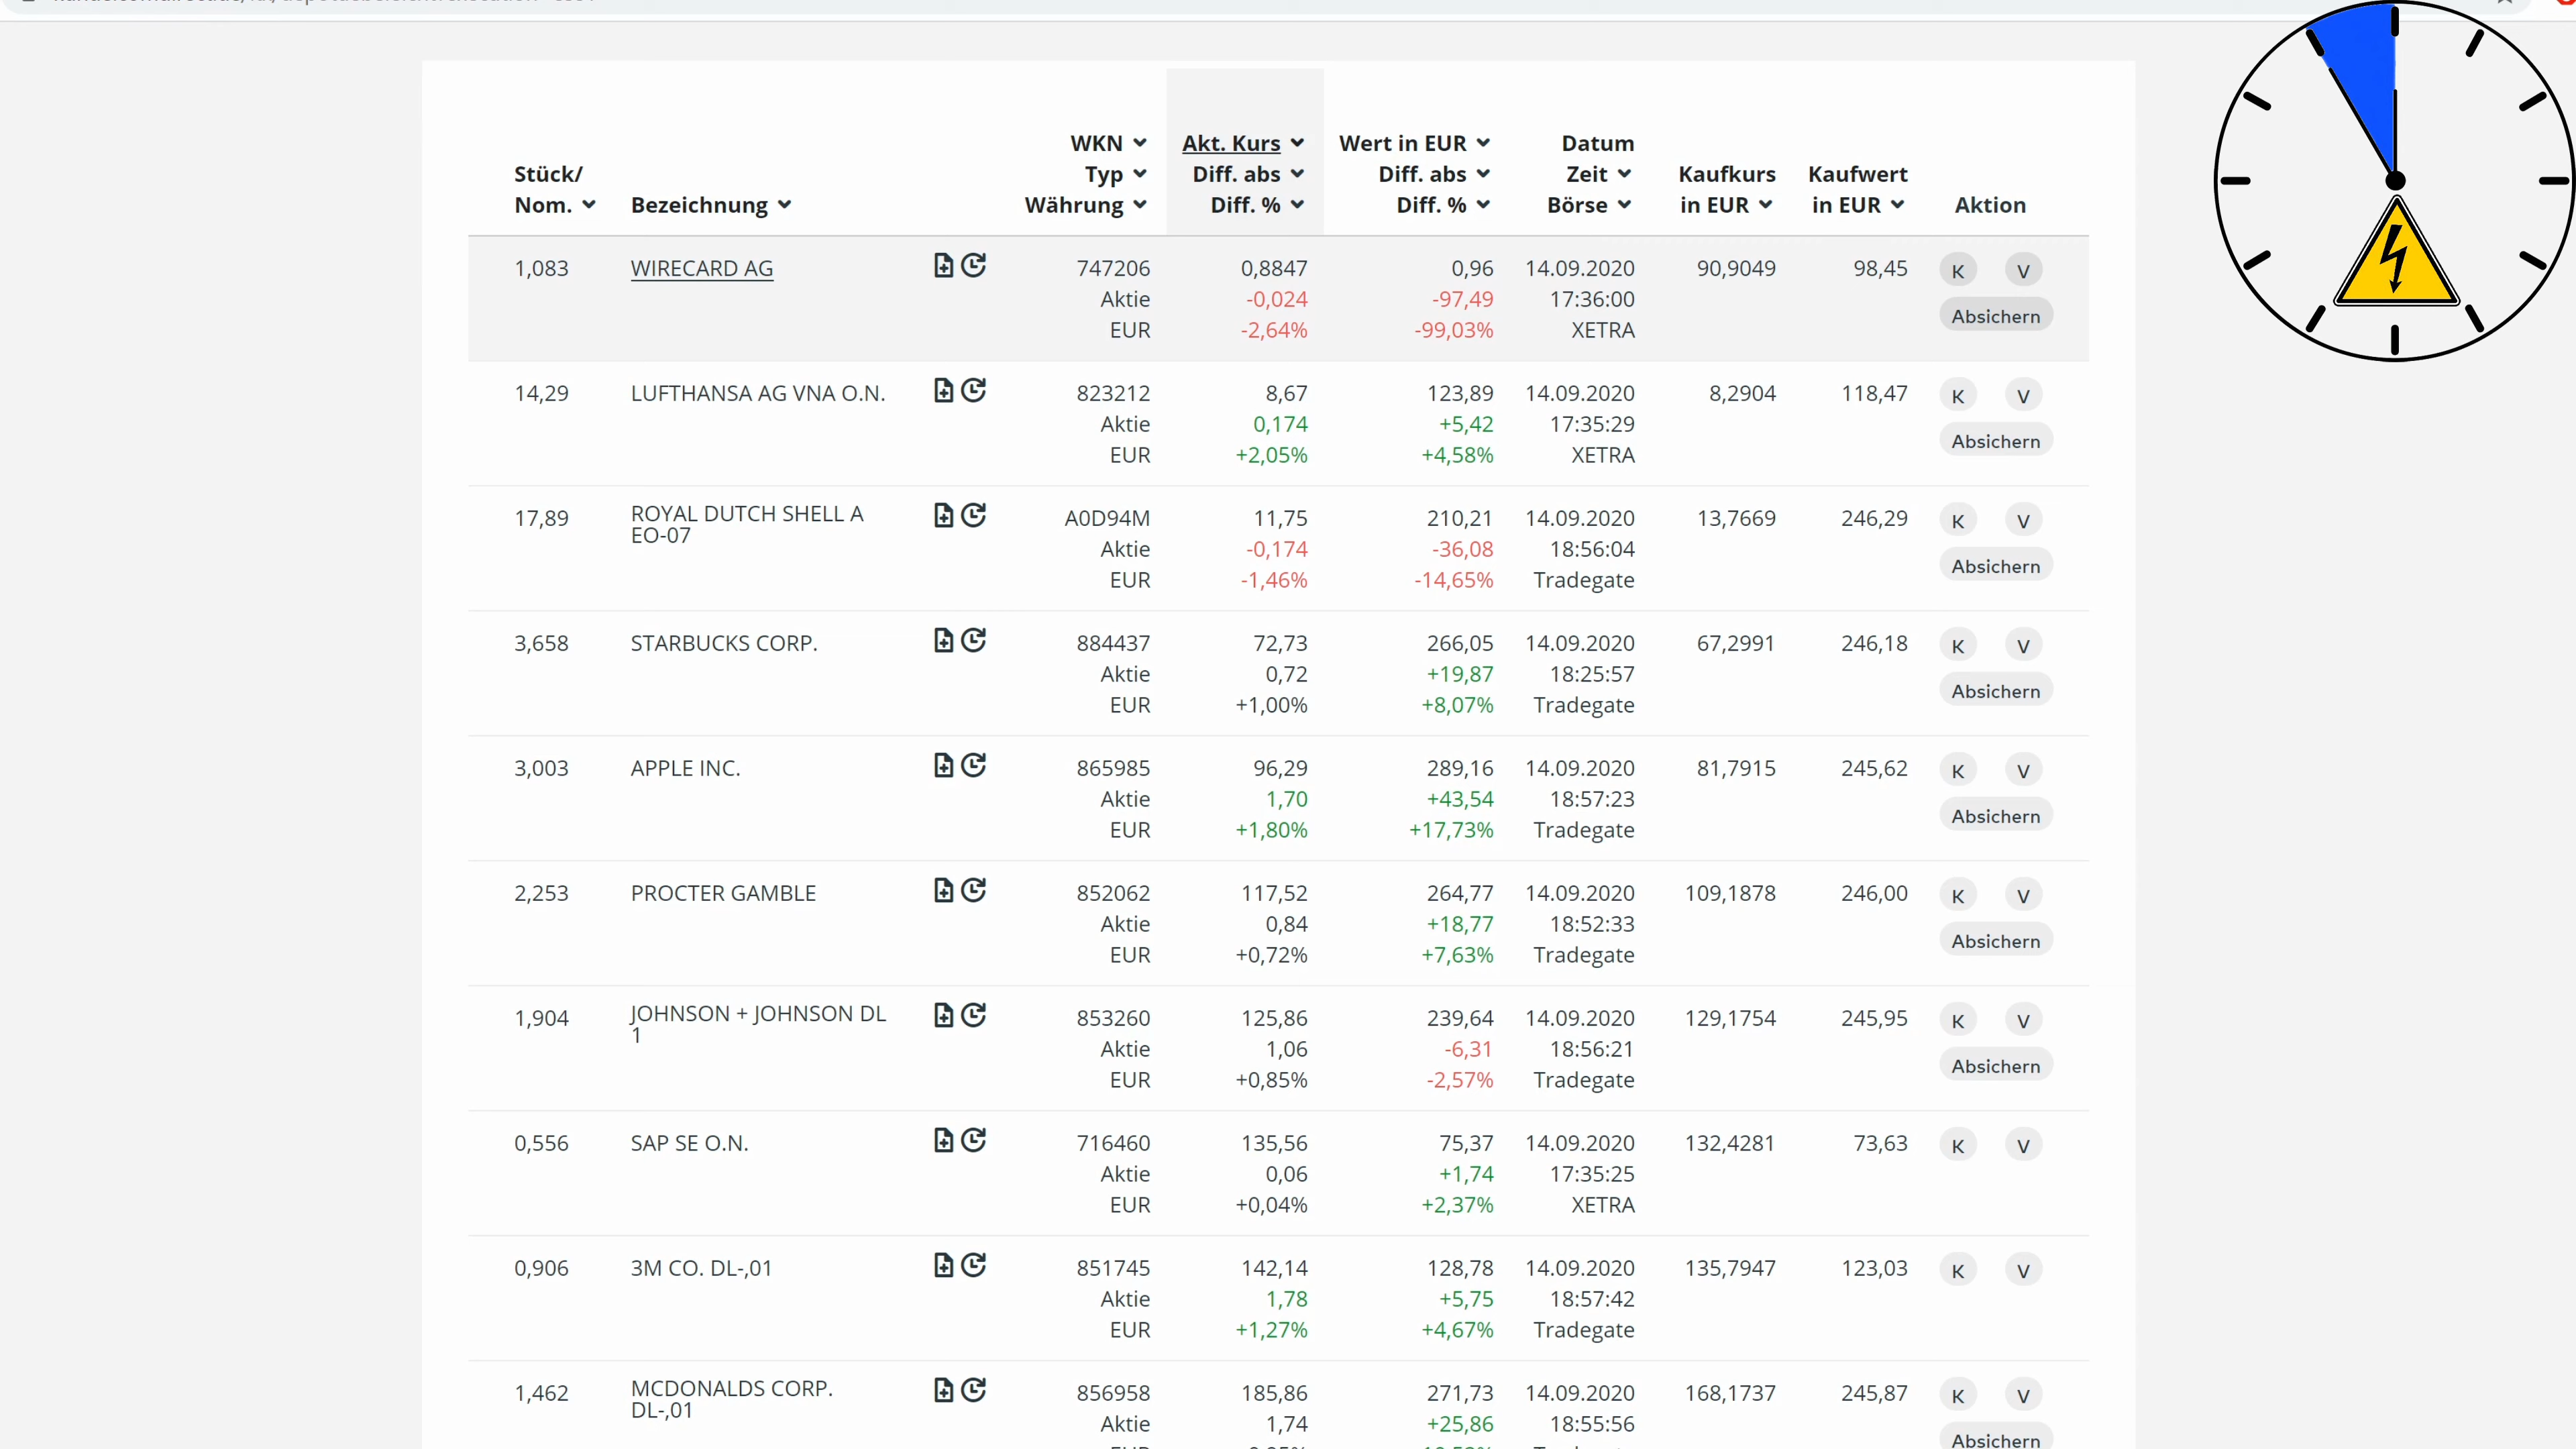 Stück/
Nom.
Bezeichnung
WKN
Typ
Währung
Akt. Kurs
Diff. abs
Diff. %
Wert in EUR
Diff. abs
Diff. %
Datum
Zeit
Börse
Kaufkurs
in EUR
Kaufwert
in EUR
Aktion
1,083 WIRECARD AG 747206 0,8847 0,96 14.09.2020 90,9049 98,45 K V
Aktie -0,024 -97,49 17:36:00 Absichern
EUR -2,64% -99,03% XETRA
14,29 LUFTHANSA AG VNA O.N. 823212 8,67 123,89 14.09.2020 8,2904 118,47 K V
Aktie 0,174 +5,42 17:35:29 Absichern
EUR +2,05% +4,58% XETRA
17,89 ROYAL DUTCH SHELL A A0D94M 11,75 210,21 14.09.2020 13,7669 246,29 K V
EO-07
Aktie -0,174 -36,08 18:56:04 Absichern
EUR -1,46% -14,65% Tradegate
3,658 STARBUCKS CORP. 884437 72,73 266,05 14.09.2020 67,2991 246,18 K V
Aktie 0,72 +19,87 18:25:57 Absichern
EUR +1,00% +8,07% Tradegate
3,003 APPLE INC. 865985 96,29 289,16 14.09.2020 81,7915 245,62 K V
Aktie 1,70 +43,54 18:57:23 Absichern
EUR +1,80% +17,73% Tradegate
2,253 PROCTER GAMBLE 852062 117,52 264,77 14.09.2020 109,1878 246,00 K V
Aktie 0,84 +18,77 18:52:33 Absichern
EUR +0,72% +7,63% Tradegate
1,904 JOHNSON + JOHNSON DL 853260 125,86 239,64 14.09.2020 129,1754 245,95 K V
1
Aktie 1,06 -6,31 18:56:21 Absichern
EUR +0,85% -2,57% Tradegate
0,556 SAP SE O.N. 716460 135,56 75,37 14.09.2020 132,4281 73,63 K V
Aktie 0,06 +1,74 17:35:25
EUR +0,04% +2,37% XETRA
0,906 3M CO. DL-,01 851745 142,14 128,78 14.09.2020 135,7947 123,03 K V
Aktie 1,78 +5,75 18:57:42
EUR +1,27% +4,67% Tradegate
1,462 MCDONALDS CORP. 856958 185,86 271,73 14.09.2020 168,1737 245,87 K V
DL-,01
Aktie 1,74 +25,86 18:55:56 Absichern